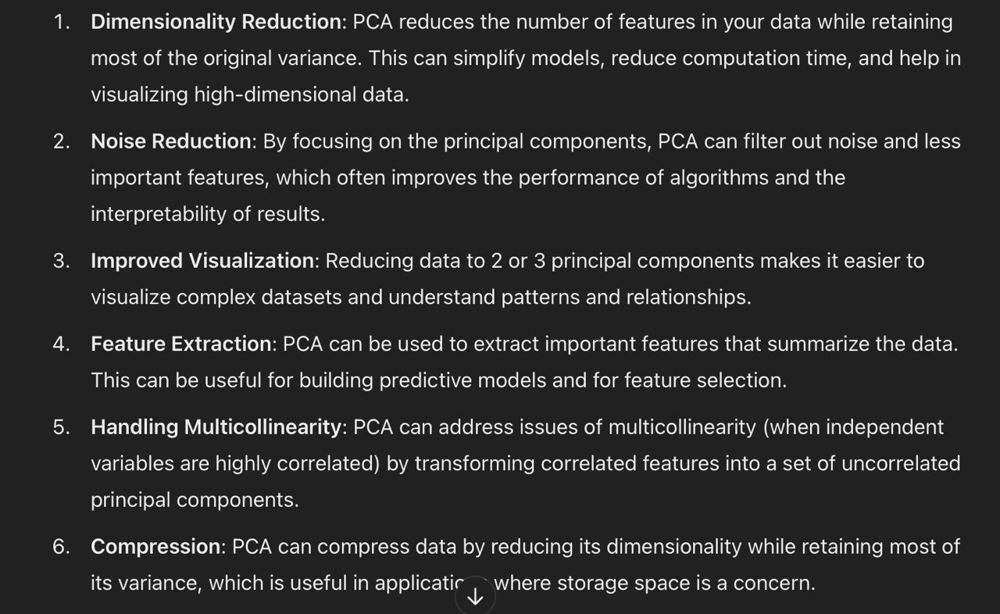 1. Dimensionality Reduction: PCA reduces the number of features in your data while retaining
most of the original variance. This can simplify models, reduce computation time, and help in
visualizing high-dimensional data.
2. Noise Reduction: By focusing on the principal components, PCA can filter out noise and less
important features, which often improves the performance of algorithms and the
interpretability of results.
3. Improved Visualization: Reducing data to 2 or 3 principal components makes it easier to
visualize complex datasets and understand patterns and relationships.
4. Feature Extraction: PCA can be used to extract important features that summarize the data.
This can be useful for building predictive models and for feature selection.
5. Handling Multicollinearity: PCA can address issues of multicollinearity (when independent
variables are highly correlated) by transforming correlated features into a set of uncorrelated
principal components.
6. Compression: PCA can compress data by reducing its dimensionality while retaining most of
its variance, which is useful in where storage space is a concern.